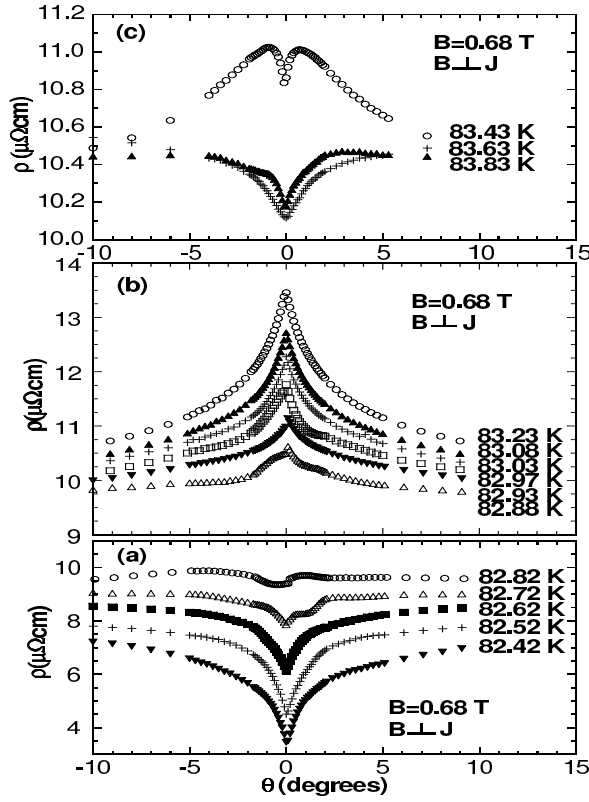 11.2
(c)
B=0.68 T
B⊥J
11.0
10.8
ρ(μΩcm)
10.6
83.43 K
83.63 K
83.83 K
10.4
10.2
10.0
-10 -5 0 5 10 15
14
(b)
B=0.68 T
B⊥J
13
12
ρ(μΩcm)
11
83.23 K
83.08 K
83.03 K
82.97 K
82.93 K
82.88 K
10
9
(a)
10
82.82 K
82.72 K
82.62 K
82.52 K
82.42 K
8
ρ(μΩcm)
6
B=0.68 T
B⊥J
4
-10 -5 0 5 10 15
θ (degrees)